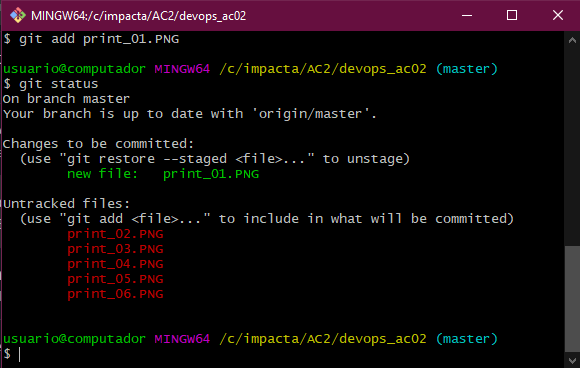 MINGW64:/c/impacta/AC2/devops_ac02
$ git add print_01.PNG
usuario@computador MINGW64 /c/impacta/AC2/devops_ac02 (master)
$ git status
On branch master
Your branch is up to date with 'origin/master'.
Changes to be committed:
  (use "git restore --staged <file>..." to unstage)
        new file:   print_01.PNG
Untracked files:
  (use "git add <file>..." to include in what will be committed)
        print_02.PNG
        print_03.PNG
        print_04.PNG
        print_05.PNG
        print_06.PNG
usuario@computador MINGW64 /c/impacta/AC2/devops_ac02 (master)
$